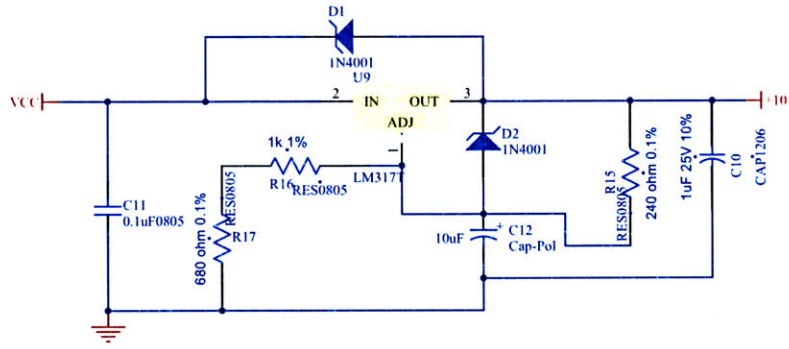 D1
1N4001
U9
VCC
2
IN
OUT
3
+10
ADJ
1
D2
1N4001
1k 1%
R16
RES0805
LM317T
C11
0.1uF0805
680 ohm 0.1%
R17
RES0805
10uF
+
C12
Cap-Pol
R15
RES0805
240 ohm 0.1%
1uF 25V 10%
C10
CAP1206